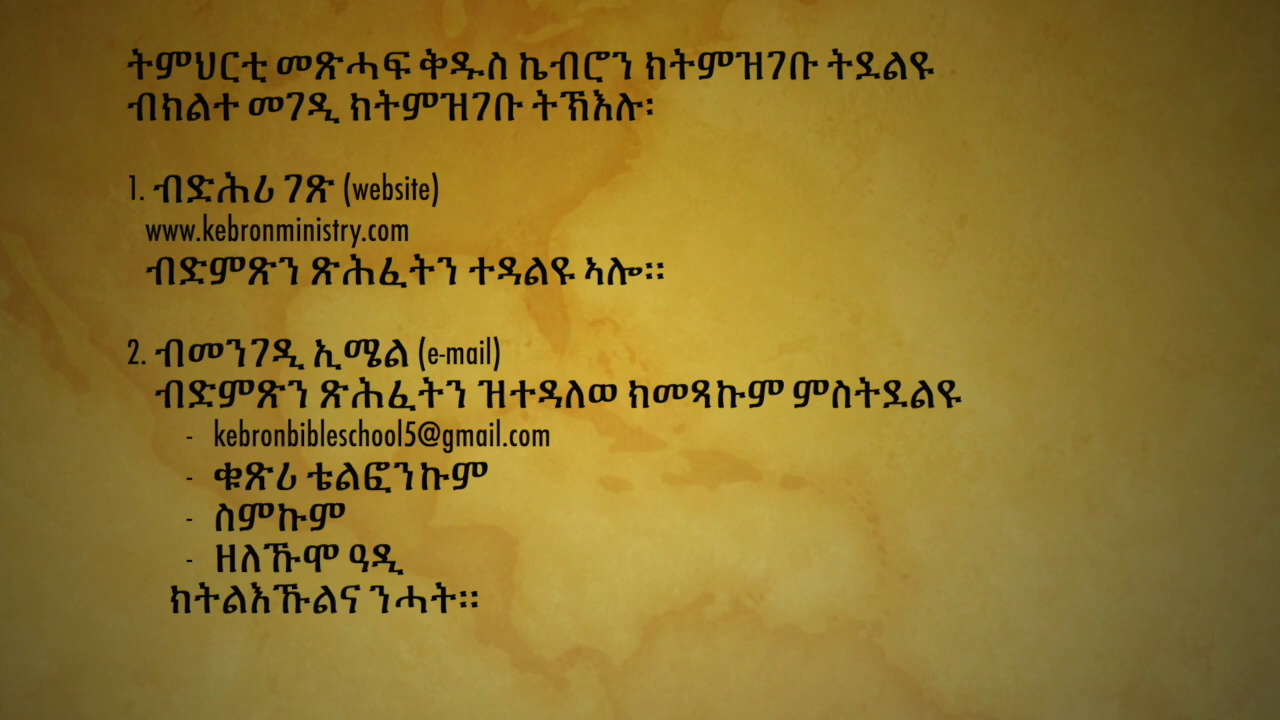 ትምህርቲ መጽሓፍ ቅዱስ ኬብሮን ክትምዝገቡ ትደልዩ
ብክልተ መገዲ ክትምዝገቡ ትኽእሉ፡
1. ብድሕሪ ገጽ (website)
www.kebronministry.com
ብድምጽን ጽሕፈትን ተዳልዩ ኣሎ።
2. ብመንገዲ ኢሜል (e-mail)
ብድምጽን ጽሕፈትን ዝተዳለወ ክመጻኩም ምስትደልዩ
- kebronbibleschool5@gmail.com
- ቁጽሪ ቴልፎንኩም
- ስምኩም
- ዘለኹሞ ዓዲ
ክትልእኹልና ንሓት።